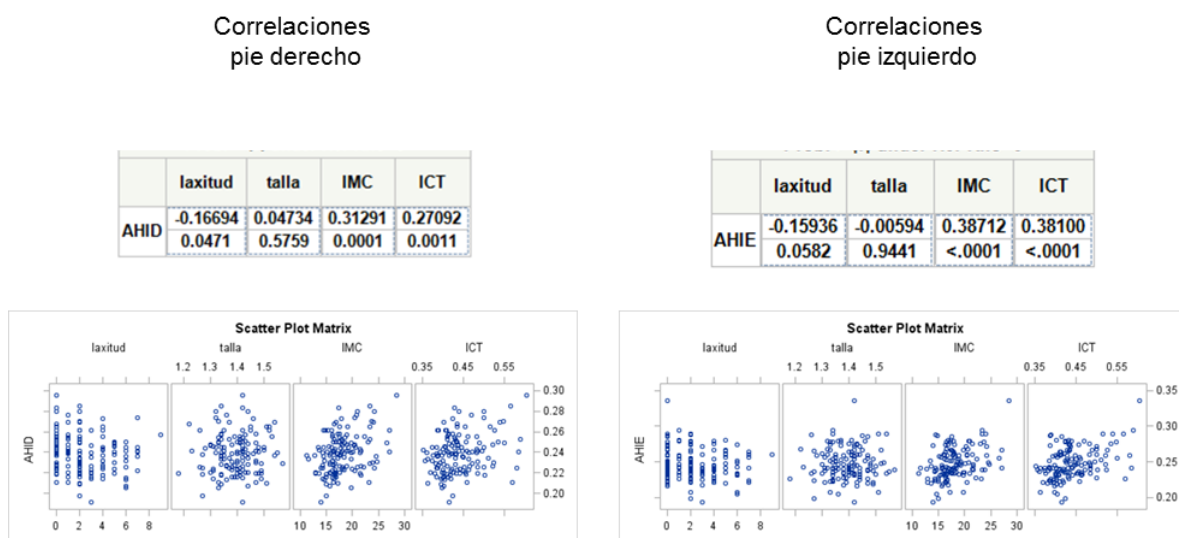 Correlaciones
pie derecho
laxitud talla IMC ICT
AHID -0.16694 0.04734 0.31291 0.27092
0.0471 0.5759 0.0001 0.0011
Scatter Plot Matrix
laxitud talla IMC ICT
1.2 1.3 1.4 1.5 0.35 0.45 0.55
AHID
0.30
0.28
0.26
0.24
0.22
0.20
0 2 4 6 8 10 15 20 25 30
Correlaciones
pie izquierdo
laxitud talla IMC ICT
AHIE -0.15936 -0.00594 0.38712 0.38100
0.0582 0.9441 <.0001 <.0001
Scatter Plot Matrix
laxitud talla IMC ICT
1.2 1.3 1.4 1.5 0.35 0.45 0.55
AHIE
0.35
0.30
0.25
0.20
0 2 4 6 8 10 15 20 25 30